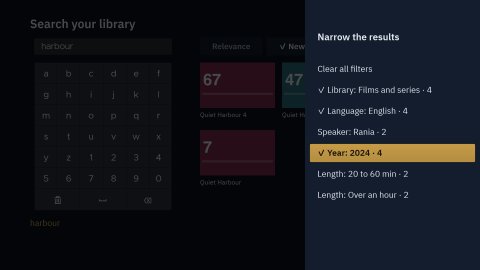 Search your library
harbour
a b c d e f
g h i j k l
m n o p q r
s t u v w x
y z 1 2 3 4
5 6 7 8 9 0
harbour
Relevance
✓ New
67
47
Quiet Harbour 4
Quiet H
7
Quiet Harbour
Narrow the results
Clear all filters
✓ Library: Films and series · 4
✓ Language: English · 4
Speaker: Rania · 2
✓ Year: 2024 · 4
Length: 20 to 60 min · 2
Length: Over an hour · 2